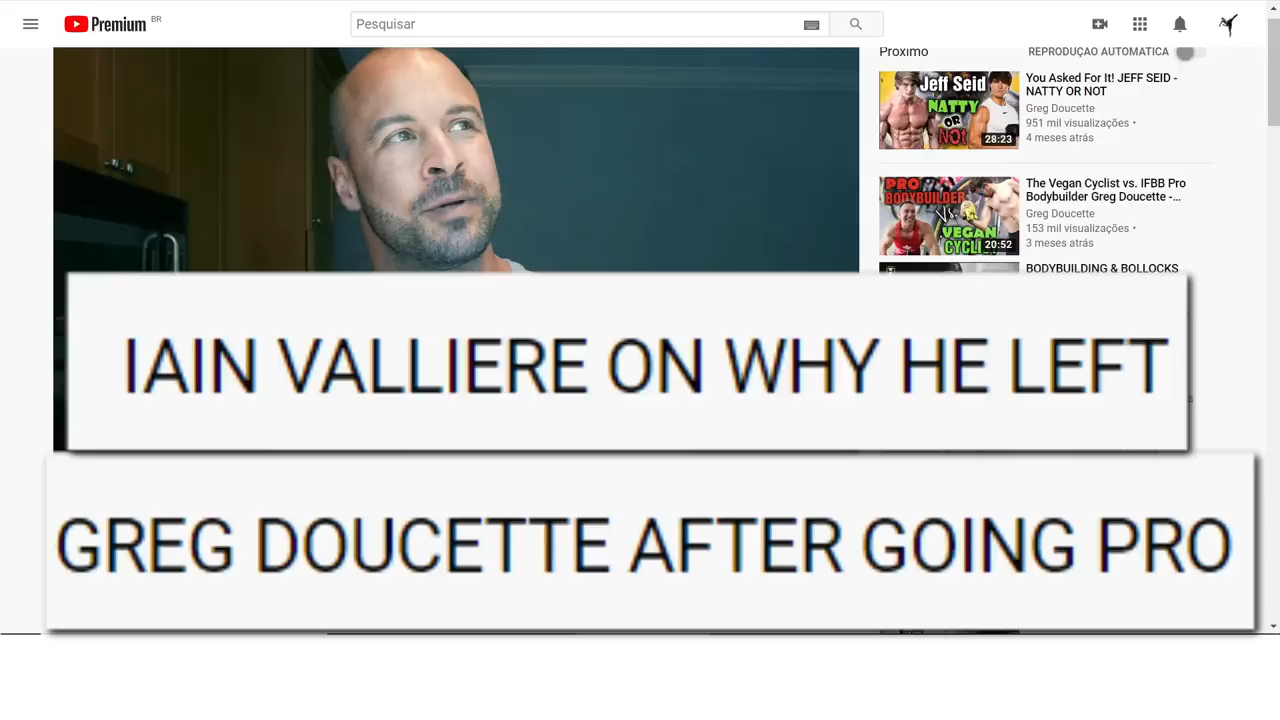 Premium BR
Pesquisar
Próximo
REPRODUÇÃO AUTOMÁTICA
Jeff Seid
NATTY
OR
NOT
28:23
You Asked For It! JEFF SEID -
NATTY OR NOT
Greg Doucette
951 mil visualizações •
4 meses atrás
PRO
BODYBUILDER
Vs.
VEGAN
CYCLI
20:52
The Vegan Cyclist vs. IFBB Pro
Bodybuilder Greg Doucette -...
Greg Doucette
153 mil visualizações •
3 meses atrás
BODYBUILDING & BOLLOCKS
IAIN VALLIERE ON WHY HE LEFT
s
GREG DOUCETTE AFTER GOING PRO